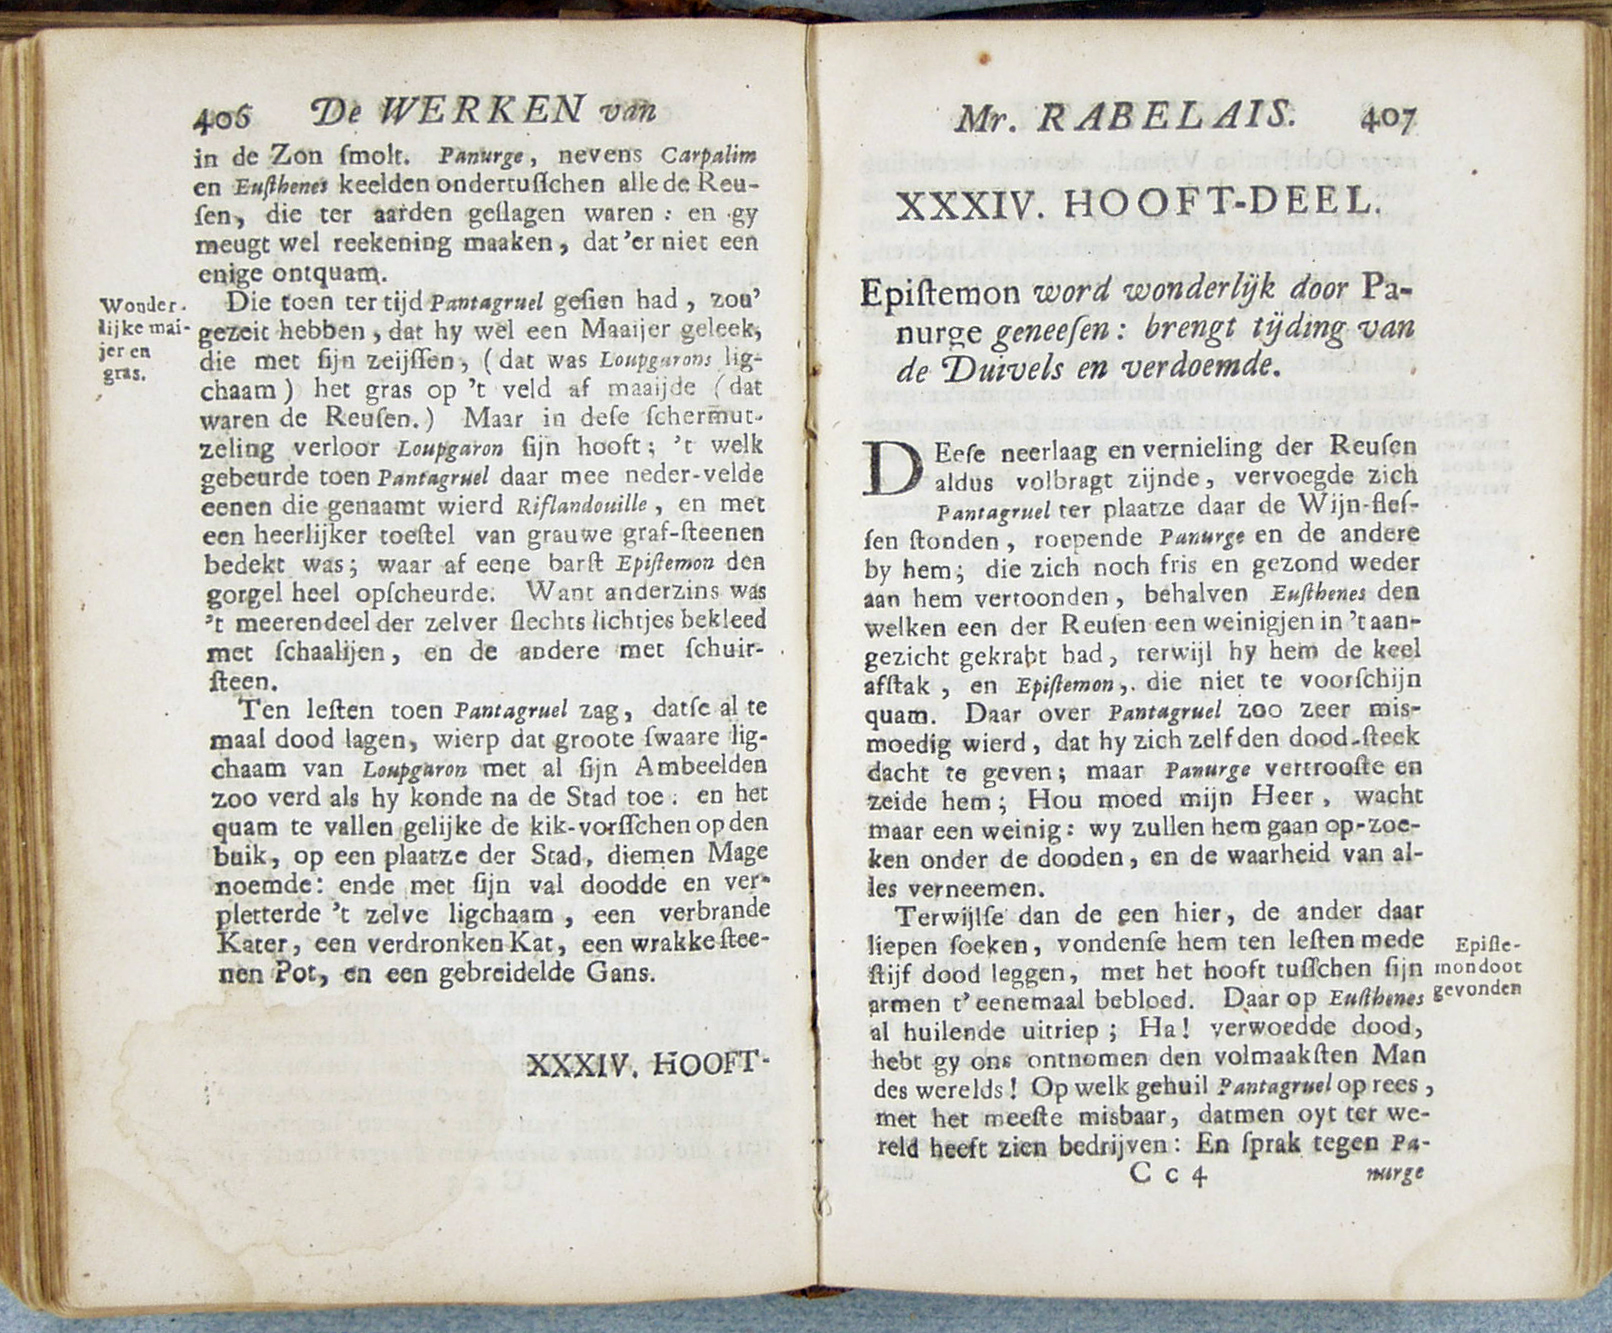 406 De WERKEN van
in de Zon ſmolt. Panurge, nevens Carpalim
en Euſthenes keelden ondertuſſchen alle de Reu-
ſen, die ter aarden geſlagen waren : en gy
meugt wel reekening maaken, dat 'er niet een
enige ontquam.
Die toen ter tijd Pantagruel geſien had, zou'
gezeit hebben, dat hy wel een Maaijer geleek,
die met ſijn zeijſſen, (dat was Loupgarons lig-
chaam) het gras op 't veld af maaijde (dat
waren de Reuſen.) Maar in deſe ſchermut-
zeling verloor Loupgaron ſijn hooft; 't welk
gebeurde toen Pantagruel daar mee neder-velde
eenen die genaamt wierd Riflandouille, en met
een heerlijker toeſtel van grauwe graf-ſteenen
bedekt was; waar af eene barſt Epiſtemon den
gorgel heel opſcheurde. Want anderzins was
't meerendeel der zelver ſlechts lichtjes bekleed
met ſchaalijen, en de andere met ſchuir-
ſteen.
Ten leſten toen Pantagruel zag, datſe al te
maal dood lagen, wierp dat groote ſwaare lig-
chaam van Loupgaron met al ſijn Ambeelden
zoo verd als hy konde na de Stad toe : en het
quam te vallen gelijke de kik-vorſſchen op den
buik, op een plaatze der Stad, diemen Mage
noemde: ende met ſijn val doodde en ver-
pletterde 't zelve ligchaam, een verbrande
Kater, een verdronken Kat, een wrakke ſtee-
nen Pot, en een gebreidelde Gans.
XXXIV. HOOFT-
Wonder-
lijke mai-
jer en
gras.
Mr. RABELAIS. 407
XXXIV. HOOFT-DEEL.
Epiſtemon word wonderlijk door Pa-
nurge geneeſen: brengt tijding van
de Duivels en verdoemde.
DEeſe neerlaag en vernieling der Reuſen
aldus volbragt zijnde, vervoegde zich
Pantagruel ter plaatze daar de Wijn-fleſ-
ſen ſtonden, roepende Panurge en de andere
by hem; die zich noch fris en gezond weder
aan hem vertoonden, behalven Euſthenes den
welken een der Reuſen een weinigjen in 't aan-
gezicht gekrabt had, terwijl hy hem de keel
afſtak, en Epiſtemon, die niet te voorſchijn
quam. Daar over Pantagruel zoo zeer mis-
moedig wierd, dat hy zich zelf den dood-ſteek
dacht te geven; maar Panurge vertrooſte en
zeide hem; Hou moed mijn Heer, wacht
maar een weinig: wy zullen hem gaan op-zoe-
ken onder de dooden, en de waarheid van al-
les verneemen.
Terwijlſe dan de een hier, de ander daar
liepen ſoeken, vondenſe hem ten leſten mede
ſtijf dood leggen, met het hooft tuſſchen ſijn
armen t'eenemaal bebloed. Daar op Euſthenes
al huilende uitriep; Ha! verwoedde dood,
hebt gy ons ontnomen den volmaakſten Man
des werelds! Op welk gehuil Pantagruel op rees,
met het meeſte misbaar, datmen oyt ter we-
reld heeft zien bedrijven: En ſprak tegen Pa-
Cc 4 nurge
Epiſte-
mon doot
gevonden